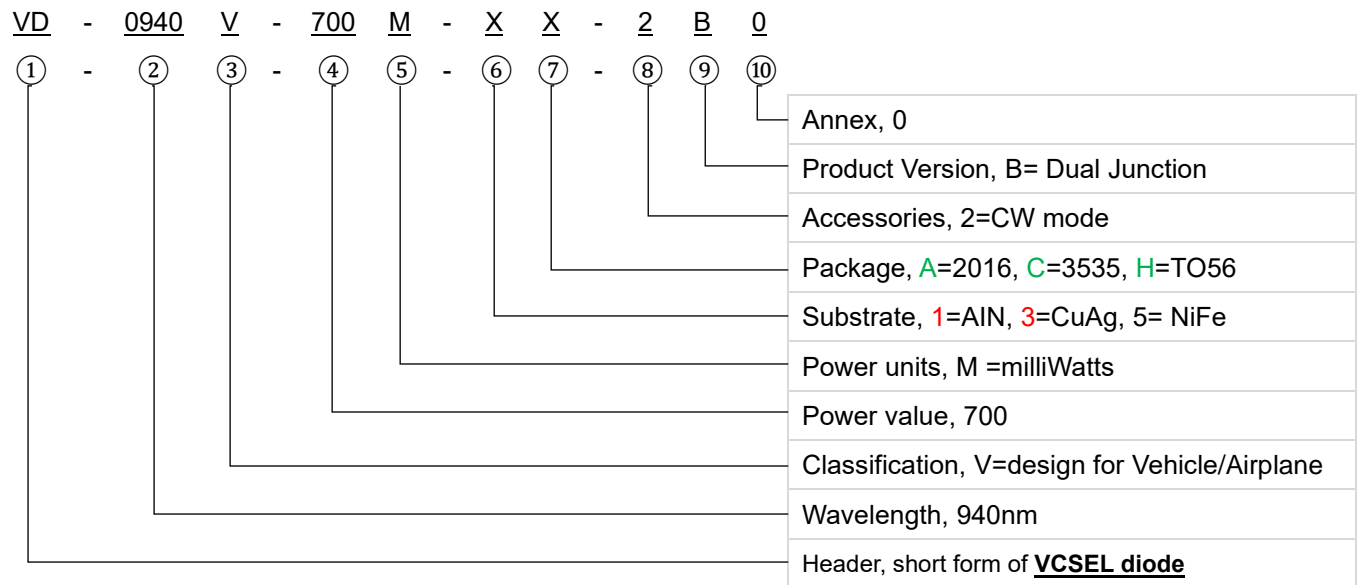 VD - 0940 V - 700 M - X X - 2 B 0
① - ② ③ - ④ ⑤ - ⑥ ⑦ - ⑧ ⑨ ⑩
Annex, 0
Product Version, B= Dual Junction
Accessories, 2=CW mode
Package, A=2016, C=3535, H=TO56
Substrate, 1=AIN, 3=CuAg, 5= NiFe
Power units, M =milliWatts
Power value, 700
Classification, V=design for Vehicle/Airplane
Wavelength, 940nm
Header, short form of VCSEL diode